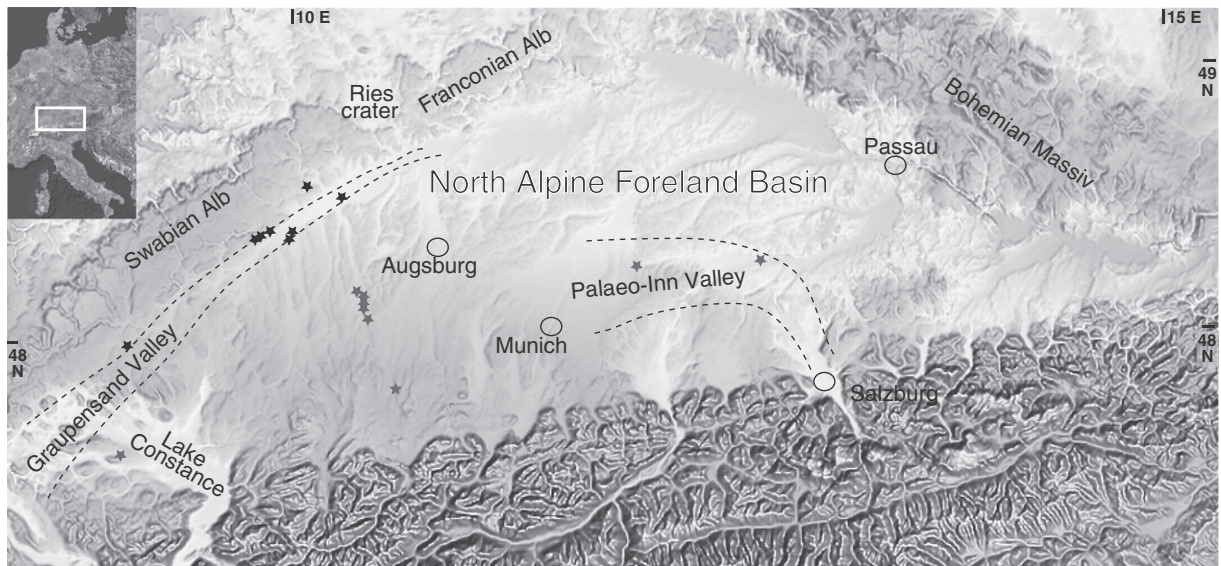 10 E
15 E
49
N
Ries
crater
Franconian Alb
Bohemian Massiv
Passau
North Alpine Foreland Basin
Swabian Alb
Augsburg
Palaeo-Inn Valley
Munich
48
N
48
N
Graupensand Valley
Salzburg
Lake
Constance